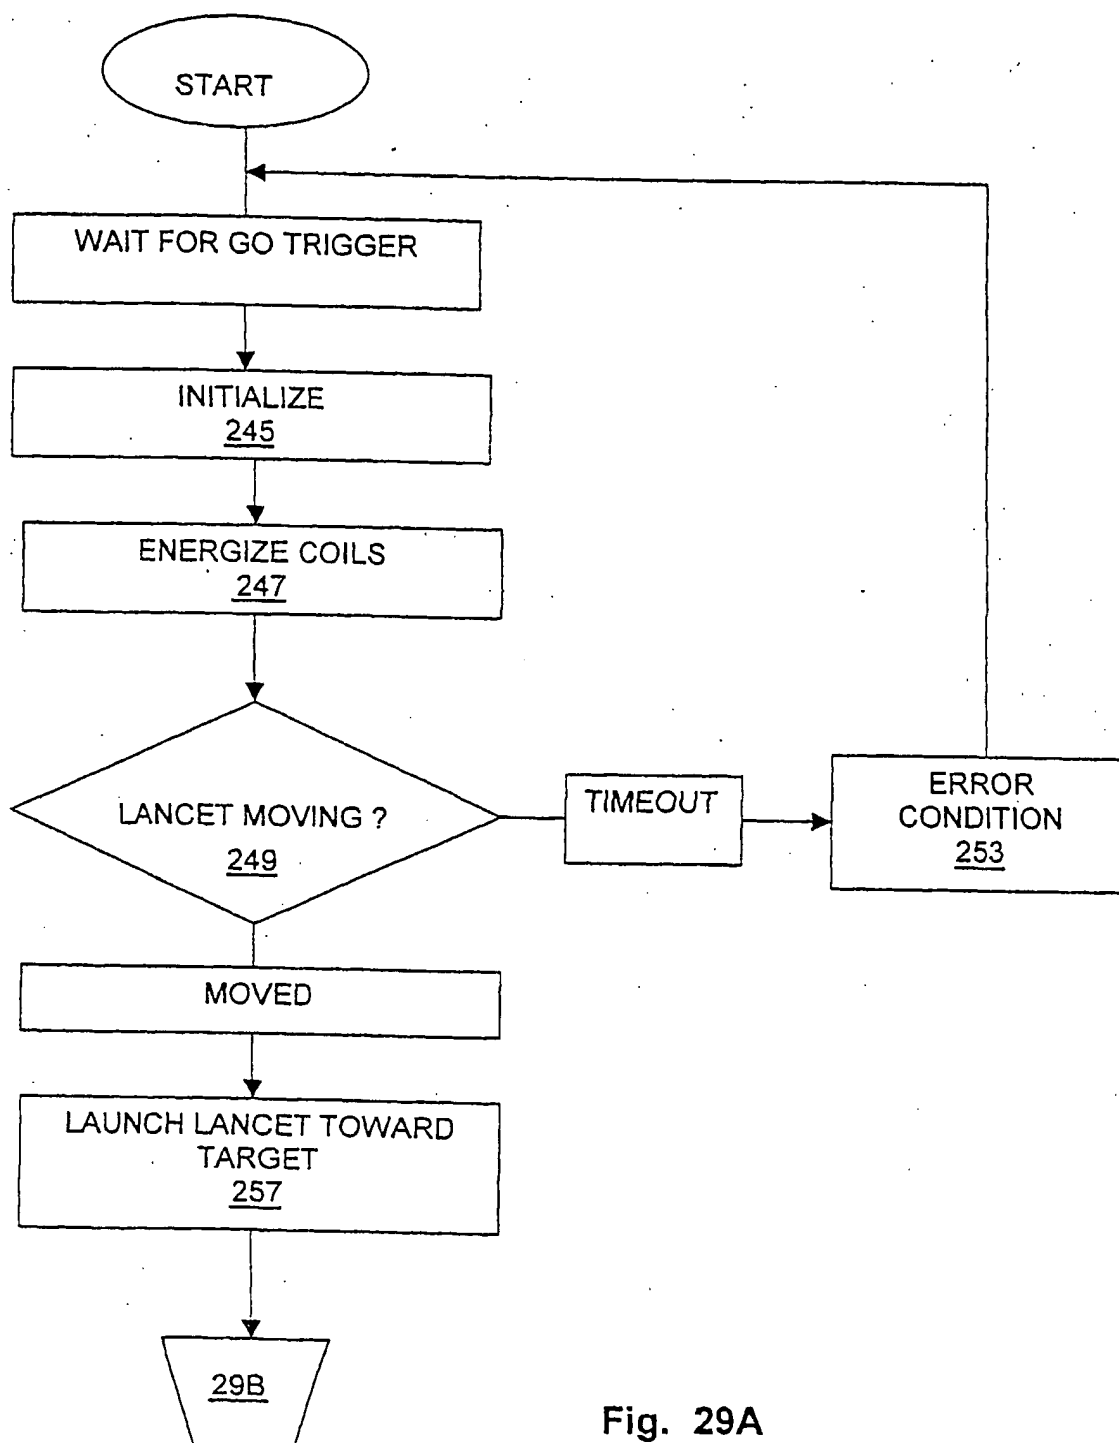 START
WAIT FOR GO TRIGGER
INITIALIZE
245
ENERGIZE COILS
247
LANCET MOVING ?
249
TIMEOUT
ERROR
CONDITION
253
MOVED
LAUNCH LANCET TOWARD
TARGET
257
29B
Fig. 29A